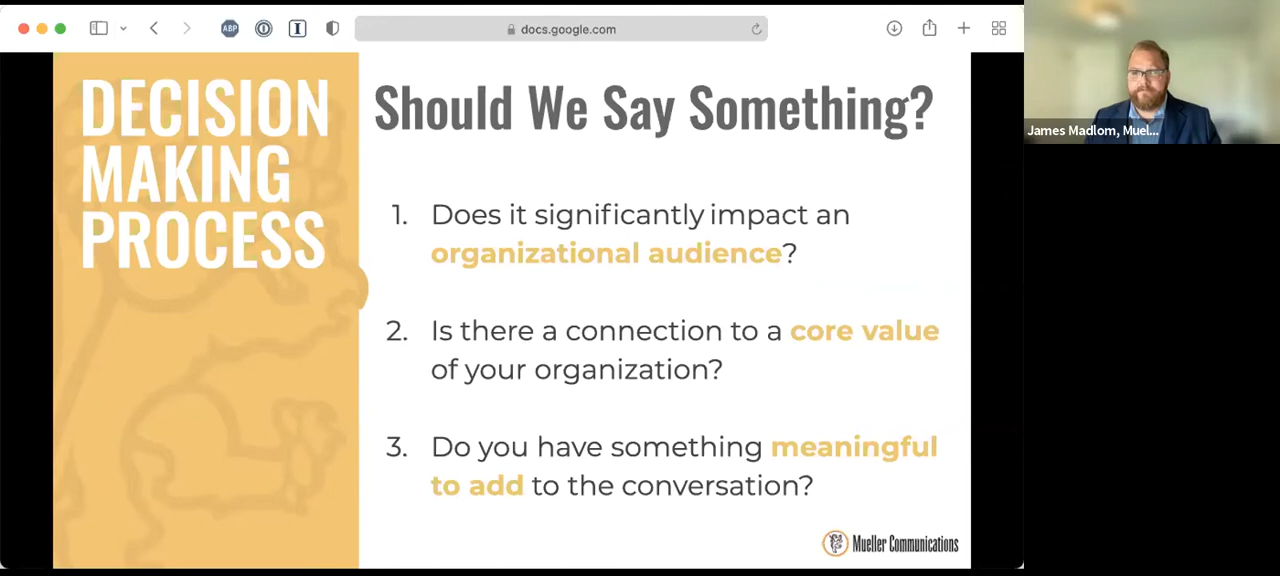 ABP
docs.google.com
DECISION
MAKING
PROCESS
Should We Say Something?
1. Does it significantly impact an
organizational audience?
2. Is there a connection to a core value
of your organization?
3. Do you have something meaningful
to add to the conversation?
Mueller Communications
James Madlom, Muel...